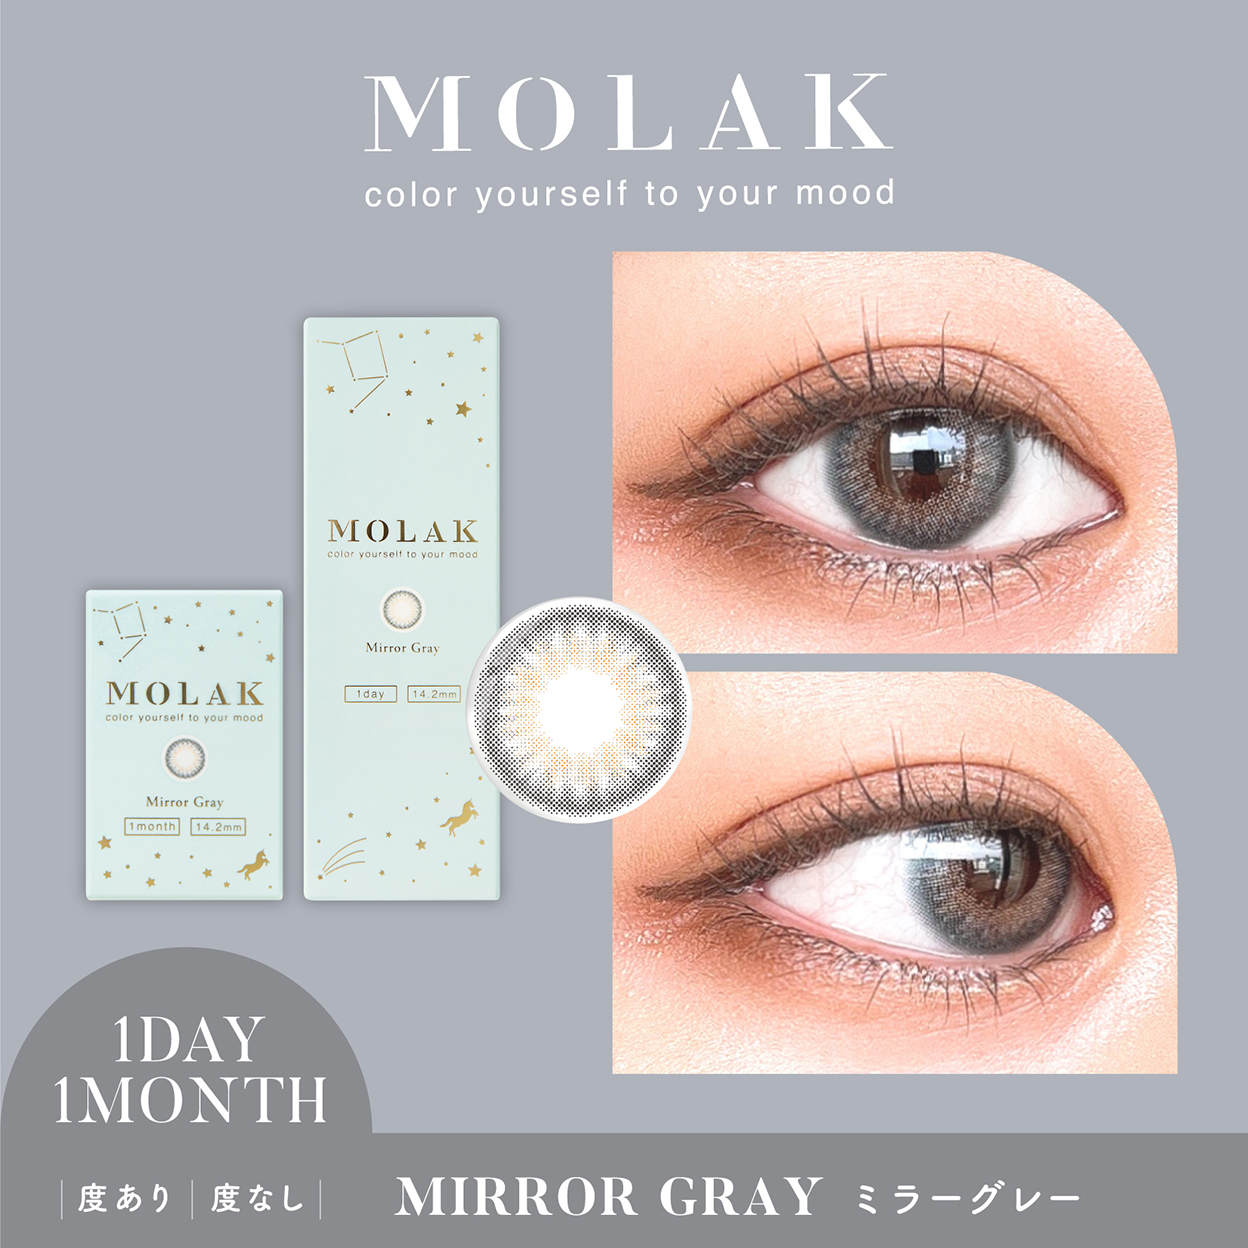 MOLAK
color yourself to your mood
MOLAK
color yourself to your mood
Mirror Gray
1day 14.2mm
MOLAK
color yourself to your mood
Mirror Gray
1month 14.2mm
1DAY
1MONTH
度あり 度なし
MIRROR GRAY ミラーグレー